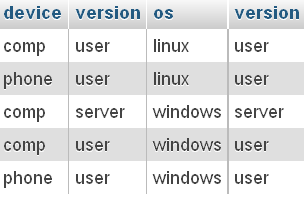 device version os version
comp user linux user
phone user linux user
comp server windows server
comp user windows user
phone user windows user